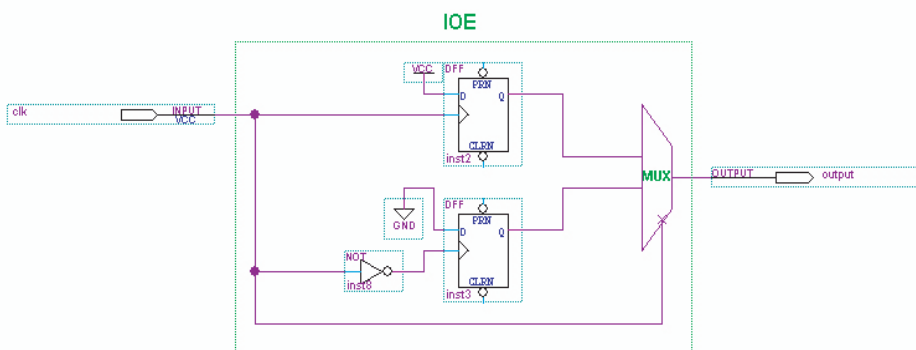 IOE
VCC
DFF
PRN
D
Q
CLRN
inst2
clk
INPUT
VCC
MUX
OUTPUT
output
GND
DFF
PRN
D
Q
CLRN
inst3
NOT
inst8